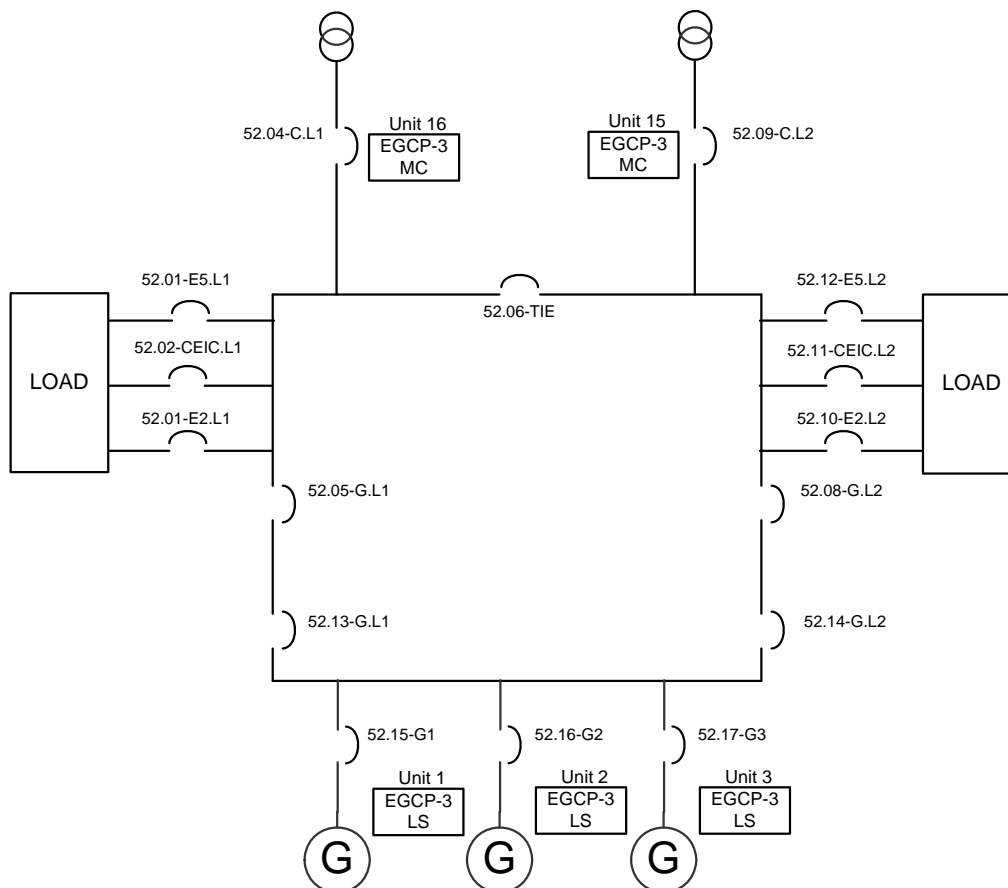 Unit 16
Unit 15
52.04-C.L1
EGCP-3
MC
EGCP-3
MC
52.09-C.L2
52.01-E5.L1
52.12-E5.L2
52.06-TIE
52.02-CEIC.L1
52.11-CEIC.L2
LOAD
LOAD
52.01-E2.L1
52.10-E2.L2
52.05-G.L1
52.08-G.L2
52.13-G.L1
52.14-G.L2
52.15-G1
52.16-G2
52.17-G3
Unit 1
Unit 2
Unit 3
EGCP-3
LS
EGCP-3
LS
EGCP-3
LS
G
G
G